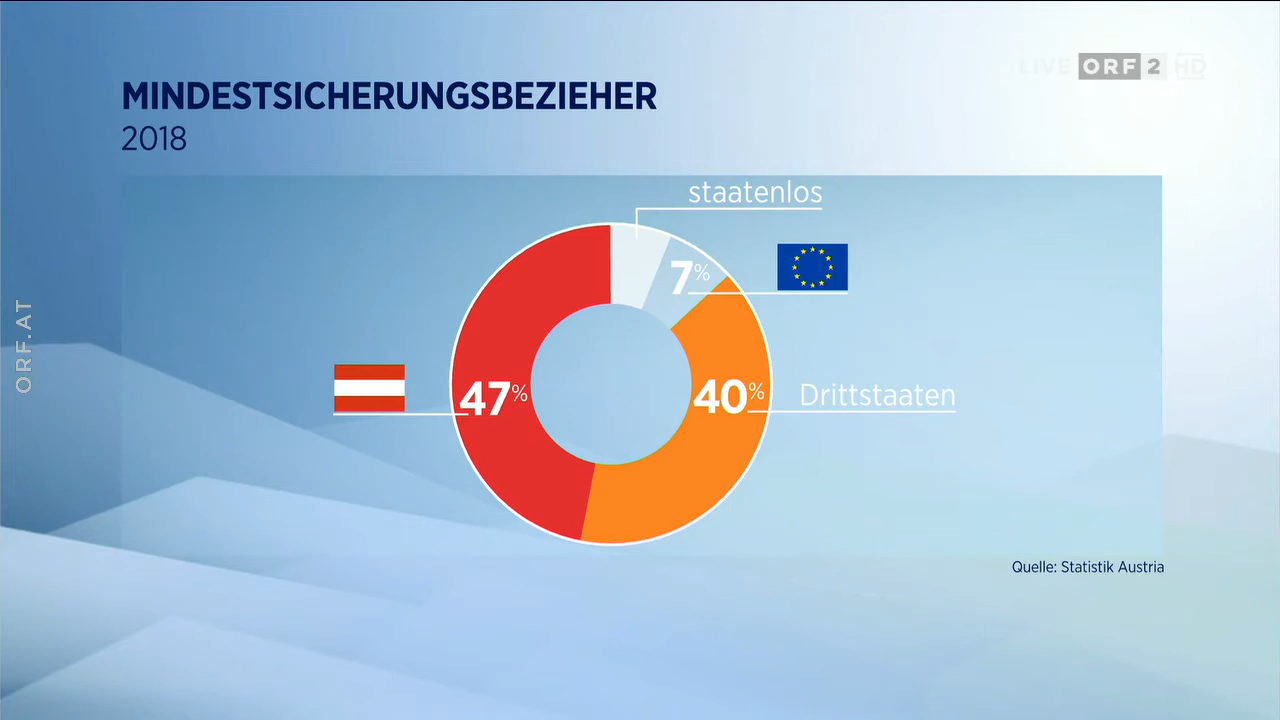 LIVE ORF 2 HD
MINDESTSICHERUNGSBEZIEHER
2018
staatenlos
7%
47%
40%
Drittstaaten
ORF.AT
Quelle: Statistik Austria